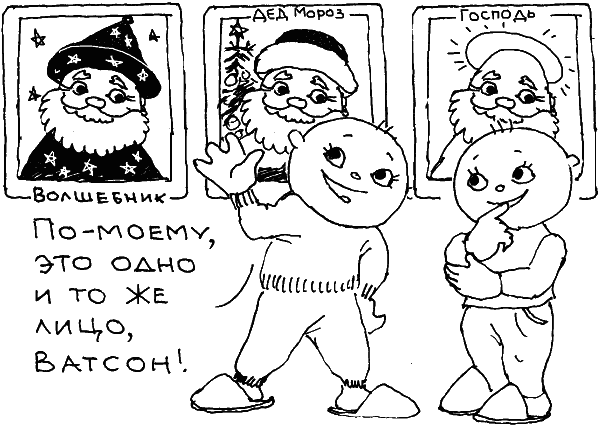 Дед Мороз
Господь
Волшебник
По-моему,
это одно
и то же
лицо,
Ватсон!